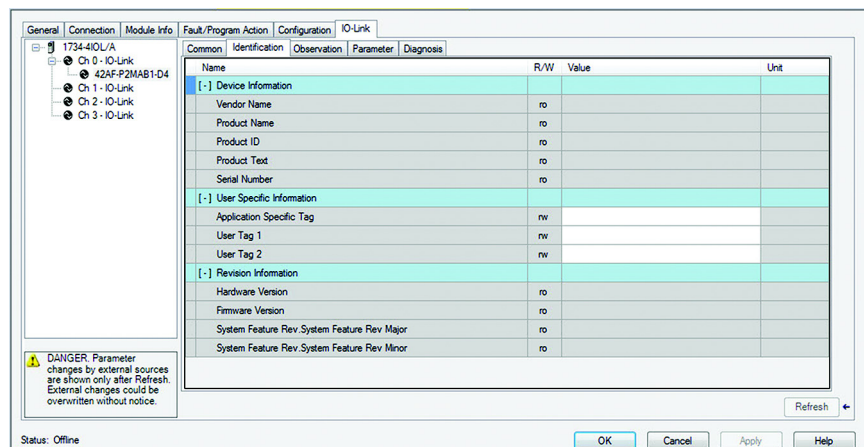 General Connection Module Info Fault/Program Action Configuration IO-Link
1734-4IOL/A
Ch 0 - IO-Link
42AF-P2MAB1-D4
Ch 1 - IO-Link
Ch 2 - IO-Link
Ch 3 - IO-Link
Common Identification Observation Parameter Diagnosis
Name R/W Value Unit
[-] Device Information
Vendor Name ro
Product Name ro
Product ID ro
Product Text ro
Serial Number ro
[-] User Specific Information
Application Specific Tag rw
User Tag 1 rw
User Tag 2 rw
[-] Revision Information
Hardware Version ro
Firmware Version ro
System Feature Rev.System Feature Rev Major ro
System Feature Rev.System Feature Rev Minor ro
DANGER. Parameter
changes by external sources
are shown only after Refresh.
External changes could be
overwritten without notice.
Refresh
Status: Offline
OK Cancel Apply Help